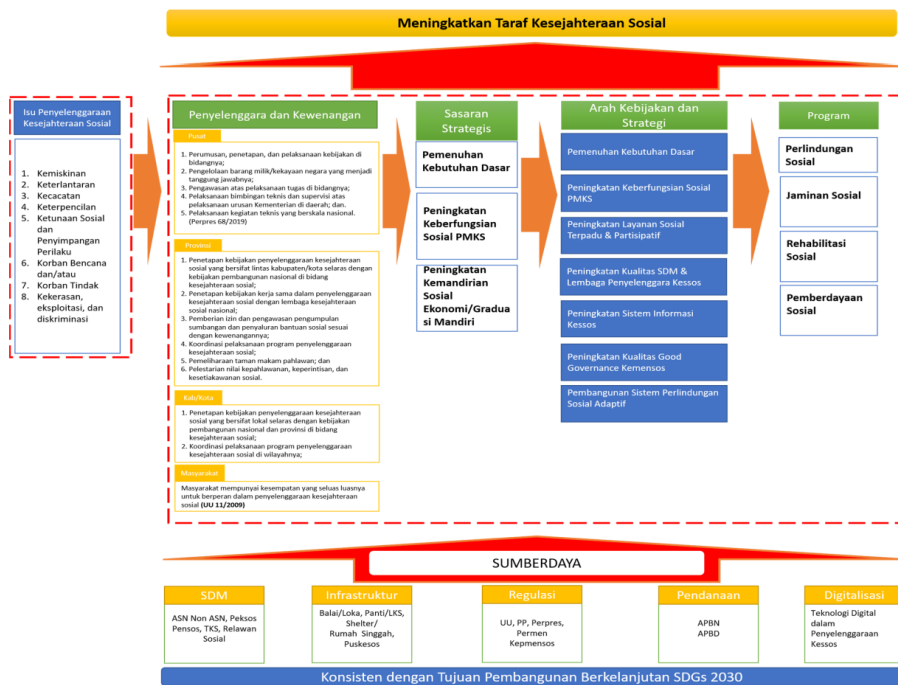 Meningkatkan Taraf Kesejahteraan Sosial
Isu Penyelenggaraan
Kesejahteraan Sosial
1. Kemiskinan
2. Keterlantaran
3. Kecacatan
4. Keterpencilan
5. Ketunaan Sosial
dan
Penyimpangan
Perilaku
6. Korban Bencana
dan/atau
7. Korban Tindak
8. Kekerasan,
eksploitasi, dan
diskriminasi
Penyelenggara dan Kewenangan
Pusat
1. Perumusan, penetapan, dan pelaksanaan kebijakan di
bidangnya;
2. Pengelolaan barang milik/kekayaan negara yang menjadi
tanggung jawabnya;
3. Pengawasan atas pelaksanaan tugas di bidangnya;
4. Pelaksanaan bimbingan teknis dan supervisi atas
pelaksanaan urusan Kementerian di daerah; dan.
5. Pelaksanaan kegiatan teknis yang berskala nasional.
(Perpres 68/2019)
Provinsi
1. Penetapan kebijakan penyelenggaraan kesejahteraan
sosial yang bersifat lintas kabupaten/kota selaras dengan
kebijakan pembangunan nasional di bidang
kesejahteraan sosial;
2. Penetapan kebijakan kerja sama dalam penyelenggaraan
kesejahteraan sosial dengan lembaga kesejahteraan
sosial nasional;
3. Pemberian izin dan pengawasan pengumpulan
sumbangan dan penyaluran bantuan sosial sesuai
dengan kewenangannya;
4. Koordinasi pelaksanaan program penyelenggaraan
kesejahteraan sosial;
5. Pemeliharaan taman makam pahlawan; dan
6. Pelestarian nilai kepahlawanan, keperintisan, dan
kesetiakawanan sosial.
Kab/Kota
1. Penetapan kebijakan penyelenggaraan kesejahteraan
sosial yang bersifat lokal selaras dengan kebijakan
pembangunan nasional dan provinsi di bidang
kesejahteraan sosial;
2. Koordinasi pelaksanaan program penyelenggaraan
kesejahteraan sosial di wilayahnya;
Masyarakat
Masyarakat mempunyai kesempatan yang seluas luasnya
untuk berperan dalam penyelenggaraan kesejahteraan
sosial (UU 11/2009)
Sasaran
Strategis
Pemenuhan
Kebutuhan Dasar
Peningkatan
Keberfungsian
Sosial PMKS
Peningkatan
Kemandirian
Sosial
Ekonomi/Gradua
si Mandiri
Arah Kebijakan dan
Strategi
Pemenuhan Kebutuhan Dasar
Peningkatan Keberfungsian Sosial
PMKS
Peningkatan Layanan Sosial
Terpadu & Partisipatif
Peningkatan Kualitas SDM &
Lembaga Penyelenggara Kessos
Peningkatan Sistem Informasi
Kessos
Peningkatan Kualitas Good
Governance Kemensos
Pembangunan Sistem Perlindungan
Sosial Adaptif
Program
Perlindungan
Sosial
Jaminan Sosial
Rehabilitasi
Sosial
Pemberdayaan
Sosial
SUMBERDAYA
SDM
ASN Non ASN, Peksos
Pensos, TKS, Relawan
Sosial
Infrastruktur
Balai/Loka, Panti/LKS,
Shelter/
Rumah Singgah,
Puskesos
Regulasi
UU, PP, Perpres,
Permen
Kepmensos
Pendanaan
APBN
APBD
Digitalisasi
Teknologi Digital
dalam
Penyelenggaraan
Kessos
Konsisten dengan Tujuan Pembangunan Berkelanjutan SDGs 2030